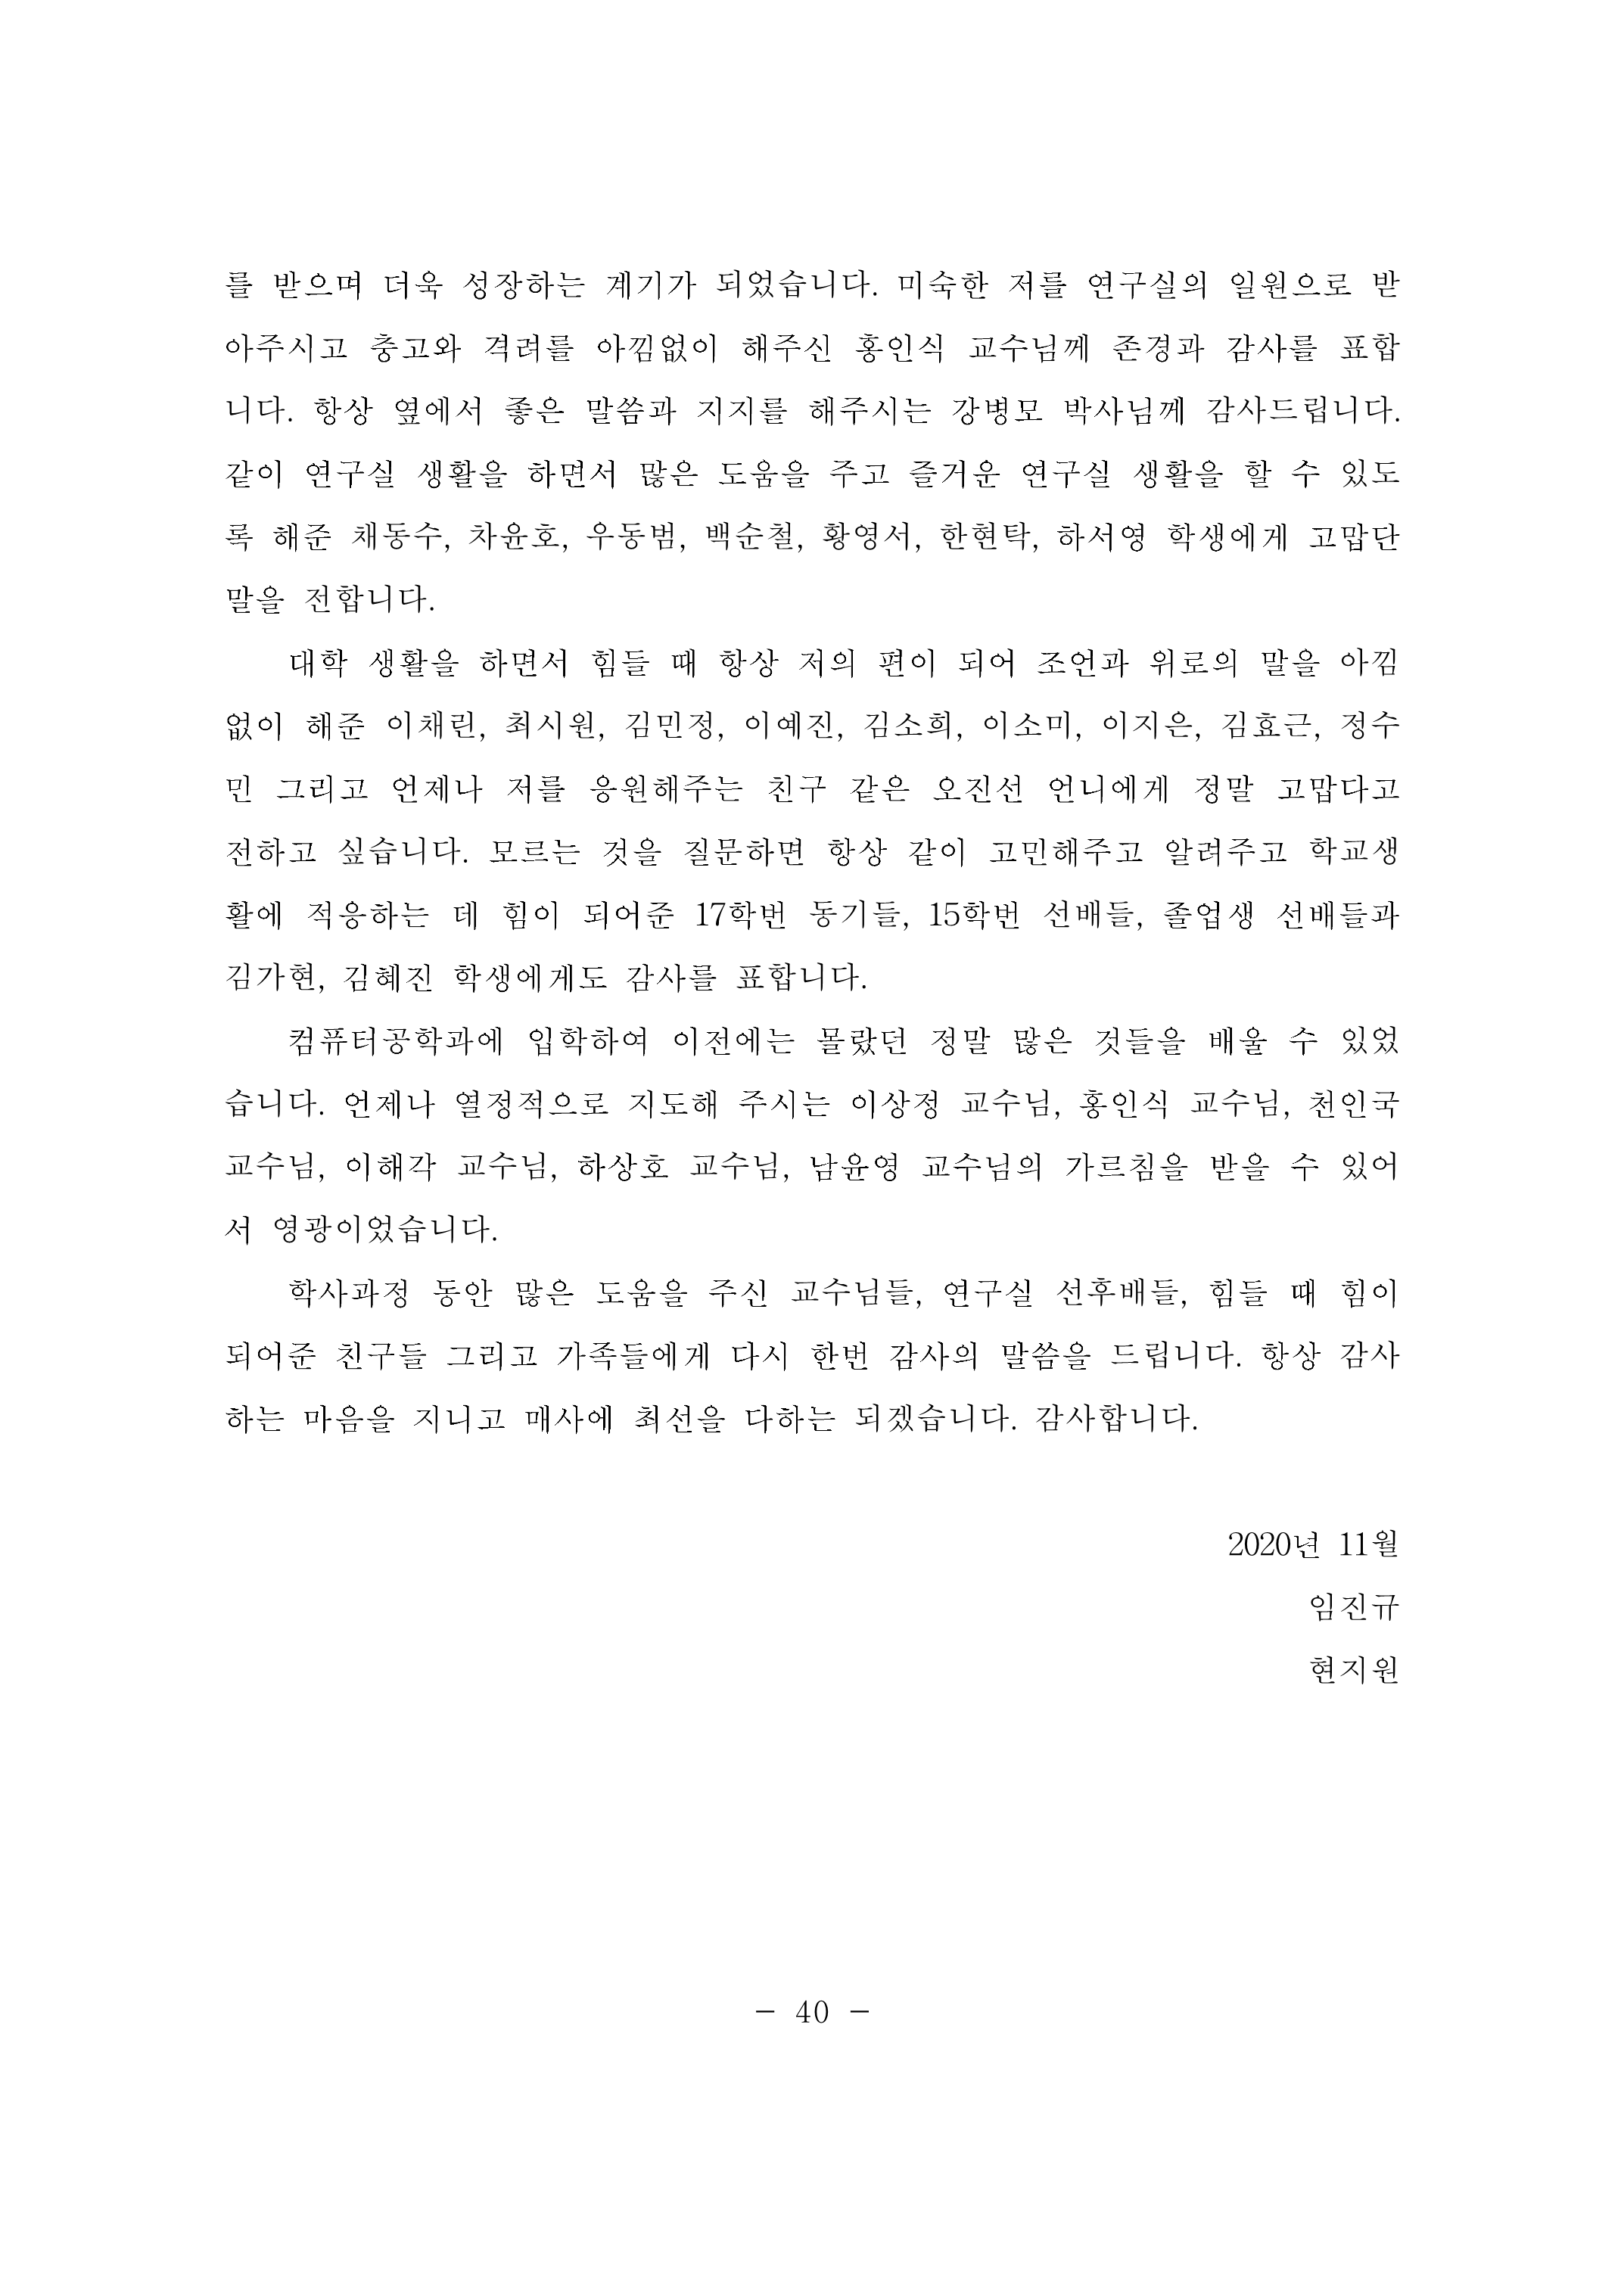 를 받으며 더욱 성장하는 계기가 되었습니다. 미숙한 저를 연구실의 일원으로 받
아주시고 충고와 격려를 아낌없이 해주신 홍인식 교수님께 존경과 감사를 표합
니다. 항상 옆에서 좋은 말씀과 지지를 해주시는 강병모 박사님께 감사드립니다.
같이 연구실 생활을 하면서 많은 도움을 주고 즐거운 연구실 생활을 할 수 있도
록 해준 채동수, 차윤호, 우동범, 백순철, 황영서, 한현탁, 하서영 학생에게 고맙단
말을 전합니다.
대학 생활을 하면서 힘들 때 항상 저의 편이 되어 조언과 위로의 말을 아낌
없이 해준 이채린, 최시원, 김민정, 이예진, 김소희, 이소미, 이지은, 김효근, 정수
민 그리고 언제나 저를 응원해주는 친구 같은 오진선 언니에게 정말 고맙다고
전하고 싶습니다. 모르는 것을 질문하면 항상 같이 고민해주고 알려주고 학교생
활에 적응하는 데 힘이 되어준 17학번 동기들, 15학번 선배들, 졸업생 선배들과
김가현, 김혜진 학생에게도 감사를 표합니다.
컴퓨터공학과에 입학하여 이전에는 몰랐던 정말 많은 것들을 배울 수 있었
습니다. 언제나 열정적으로 지도해 주시는 이상정 교수님, 홍인식 교수님, 천인국
교수님, 이해각 교수님, 하상호 교수님, 남윤영 교수님의 가르침을 받을 수 있어
서 영광이었습니다.
학사과정 동안 많은 도움을 주신 교수님들, 연구실 선후배들, 힘들 때 힘이
되어준 친구들 그리고 가족들에게 다시 한번 감사의 말씀을 드립니다. 항상 감사
하는 마음을 지니고 매사에 최선을 다하는 되겠습니다. 감사합니다.
2020년 11월
임진규
현지원
- 40 -